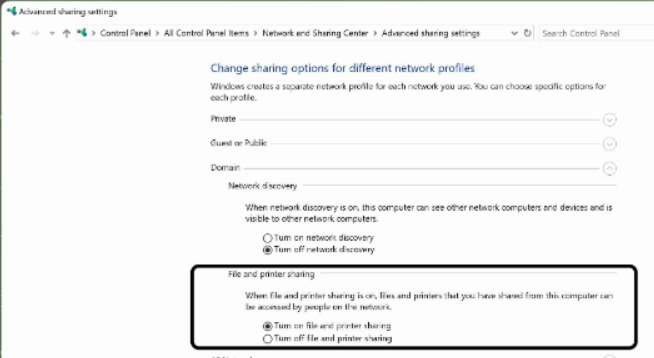 Advanced sharing settings
Control Panel > All Control Panel Items > Network and Sharing Center > Advanced sharing settings
Search Control Panel
Change sharing options for different network profiles
Windows creates a separate network profile for each network you use. You can choose specific options for
each profile.
Private
Guest or Public
Domain
Network discovery
When network discovery is on, this computer can see other network computers and devices and is
visible to other network computers.
Turn on network discovery
Turn off network discovery
File and printer sharing
When file and printer sharing is on, files and printers that you have shared from this computer can
be accessed by people on the network.
Turn on file and printer sharing
Turn off file and printer sharing